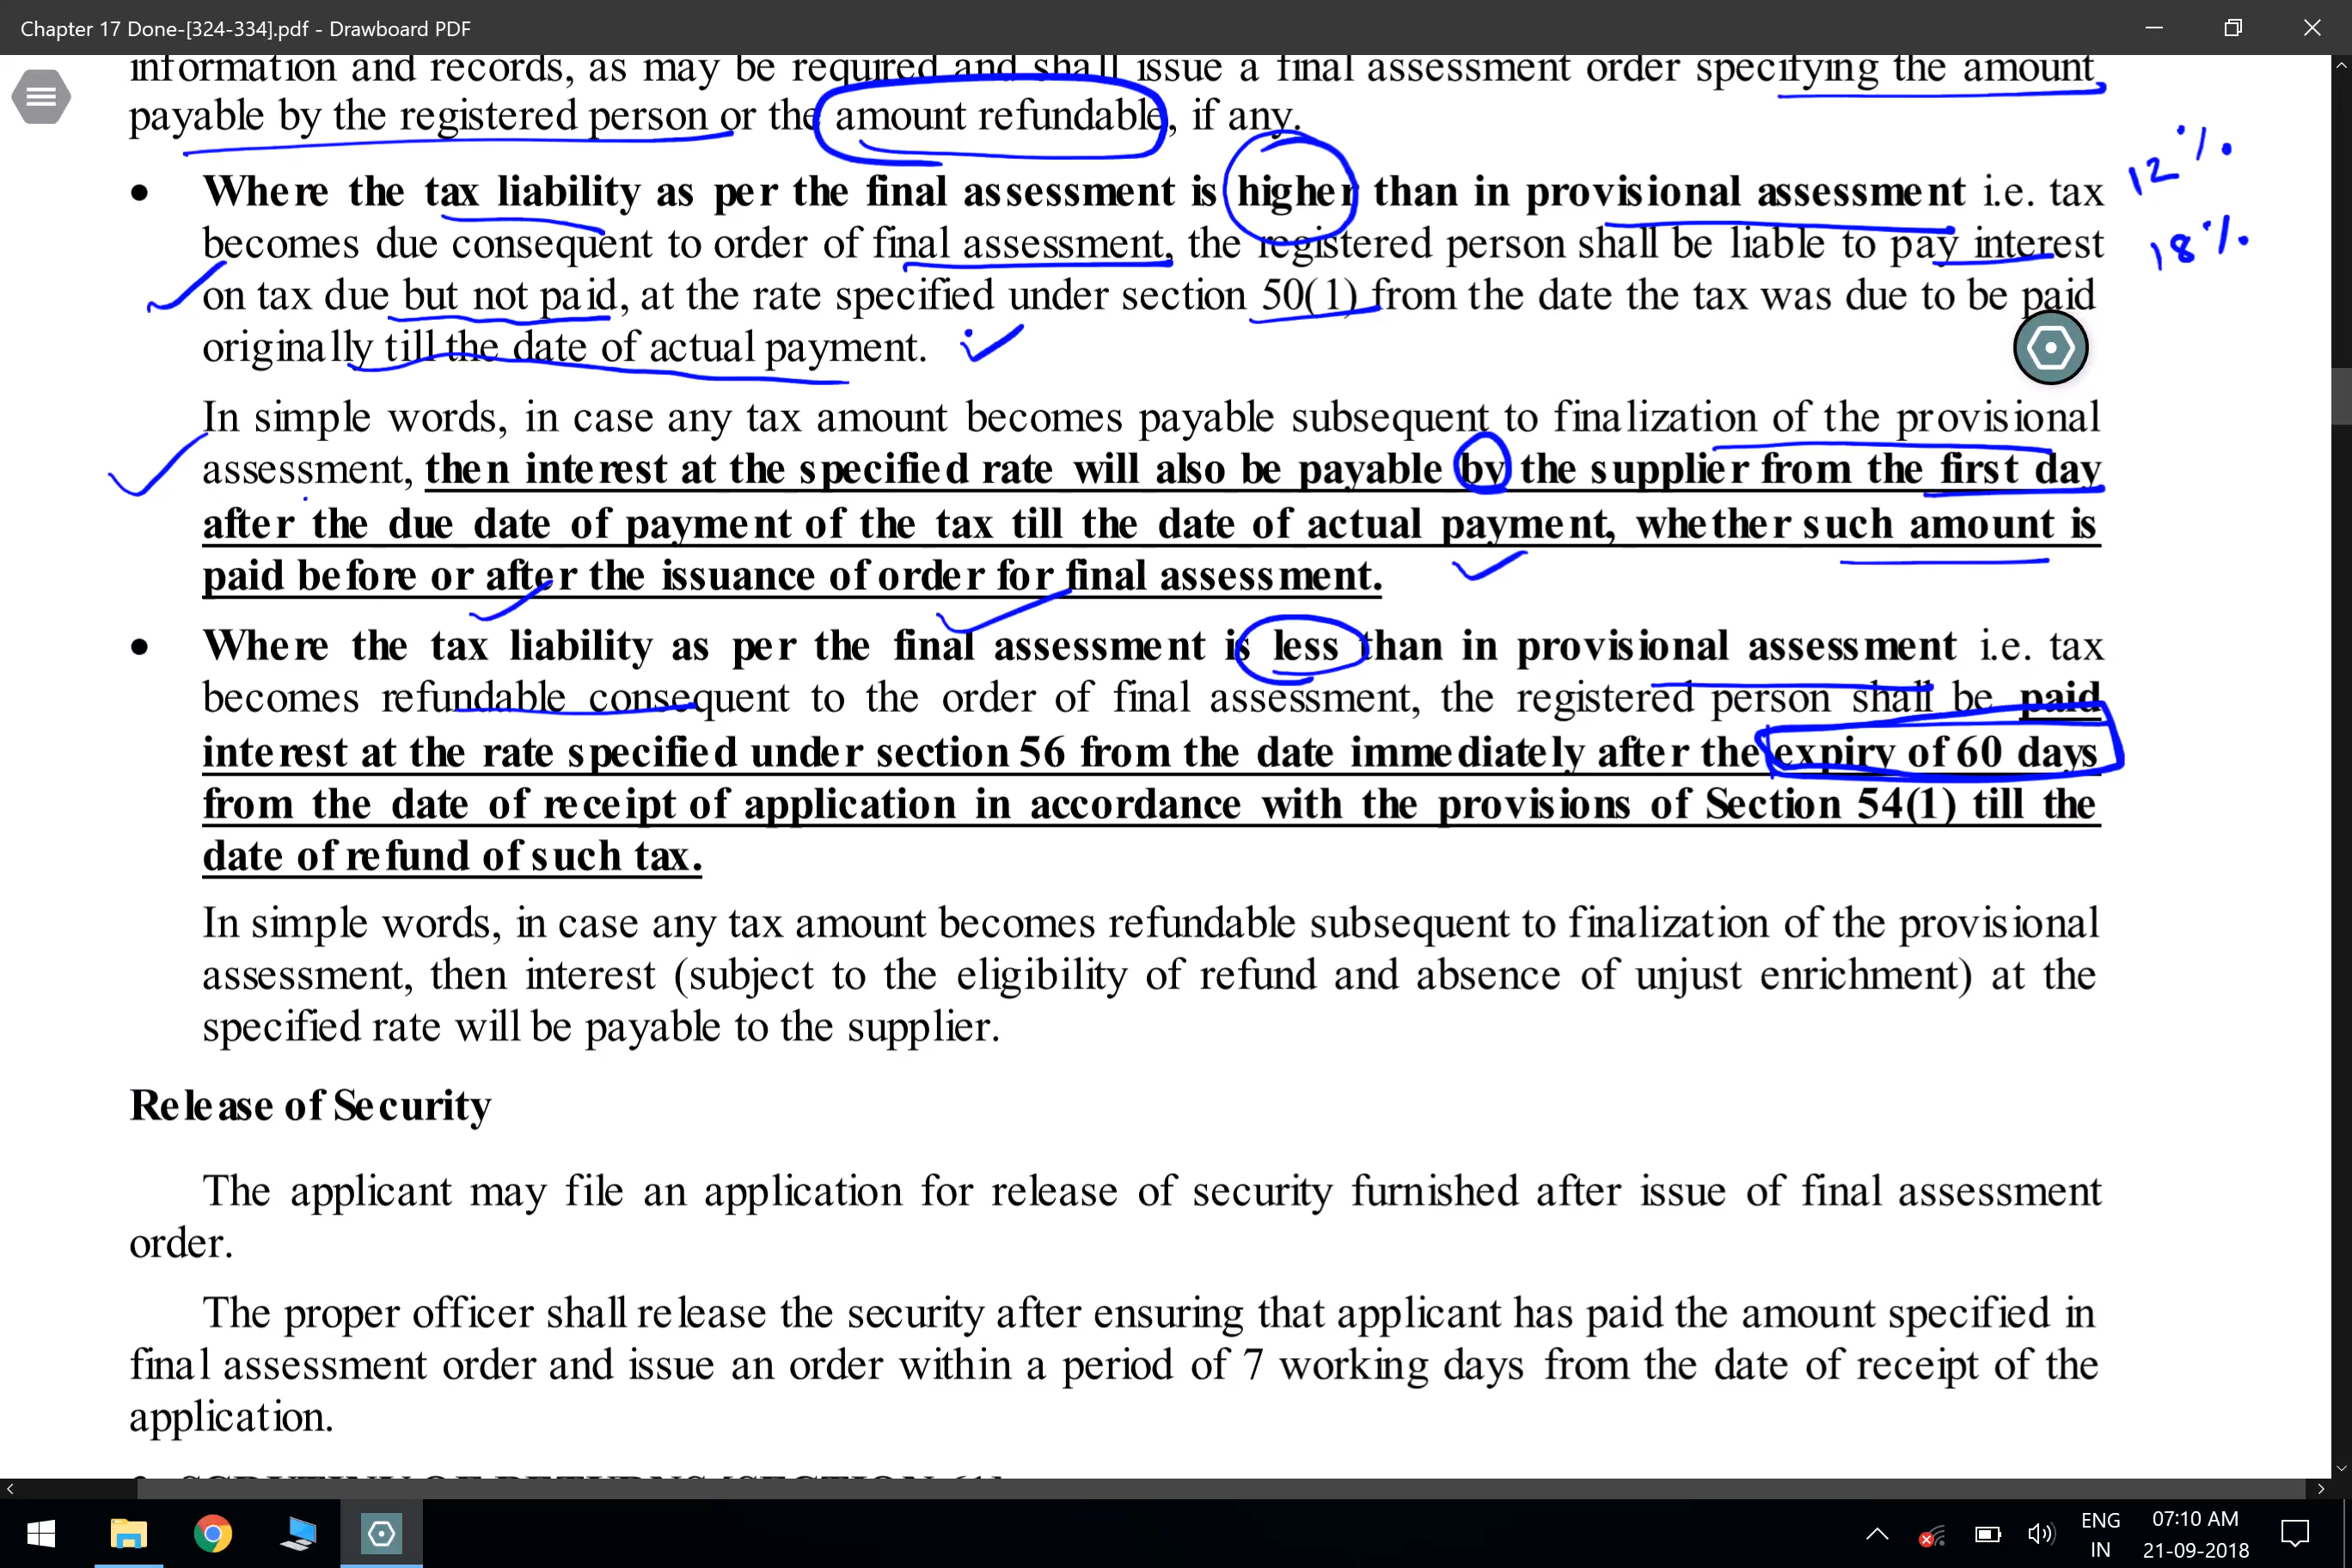 Chapter 17 Done-[324-334].pdf - Drawboard PDF
information and records, as may be required and shall issue a final assessment order specifying the amount
payable by the registered person or the amount refundable, if any.
• Where the tax liability as per the final assessment is higher than in provisional assessment i.e. tax
becomes due consequent to order of final assessment, the registered person shall be liable to pay interest
on tax due but not paid, at the rate specified under section 50(1) from the date the tax was due to be paid
originally till the date of actual payment.
12%
18%
In simple words, in case any tax amount becomes payable subsequent to finalization of the provisional
assessment, then interest at the specified rate will also be payable by the supplier from the first day
after the due date of payment of the tax till the date of actual payment, whether such amount is
paid before or after the issuance of order for final assessment.
• Where the tax liability as per the final assessment is less than in provisional assessment i.e. tax
becomes refundable consequent to the order of final assessment, the registered person shall be paid
interest at the rate specified under section 56 from the date immediately after the expiry of 60 days
from the date of receipt of application in accordance with the provisions of Section 54(1) till the
date of refund of such tax.
In simple words, in case any tax amount becomes refundable subsequent to finalization of the provisional
assessment, then interest (subject to the eligibility of refund and absence of unjust enrichment) at the
specified rate will be payable to the supplier.
Release of Security
The applicant may file an application for release of security furnished after issue of final assessment
order.
The proper officer shall release the security after ensuring that applicant has paid the amount specified in
final assessment order and issue an order within a period of 7 working days from the date of receipt of the
application.
SCRUTINY OF RETURNS [SECTION 61]
ENG
IN
07:10 AM
21-09-2018